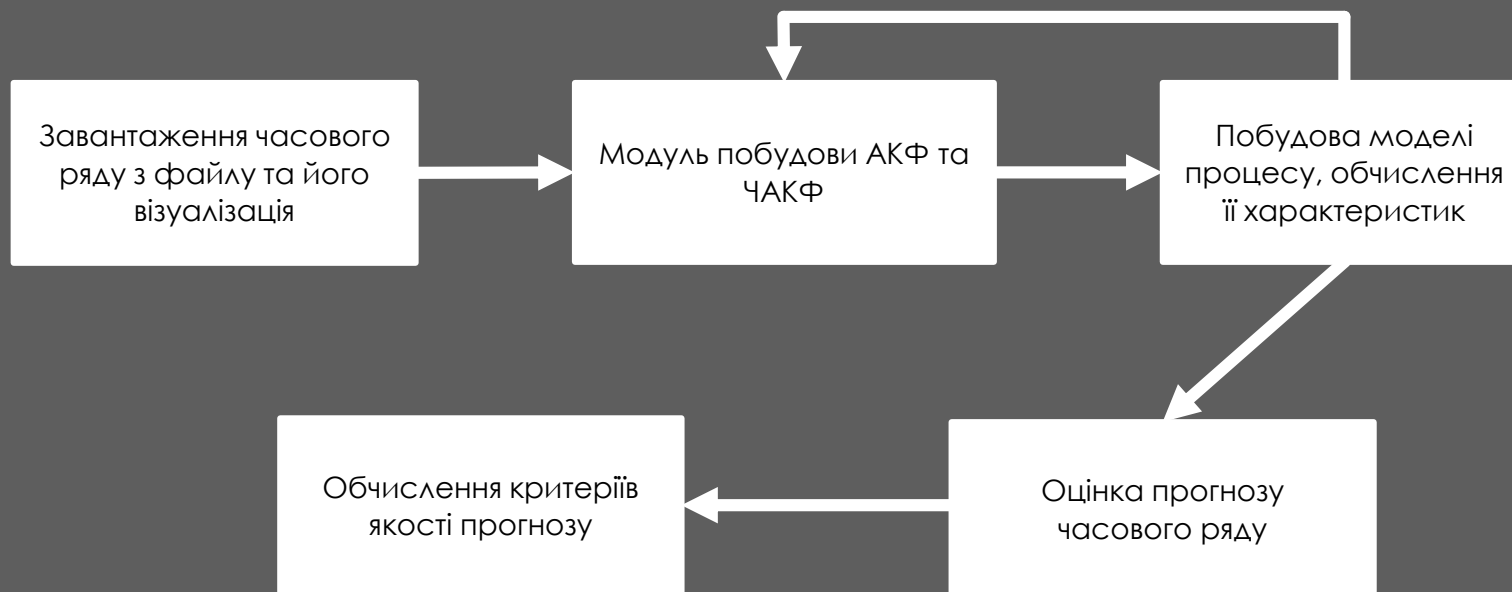 Завантаження часового
ряду з файлу та його
візуалізація
Модуль побудови АКФ та
ЧАКФ
Побудова моделі
процесу, обчислення
її характеристик
Обчислення критеріїв
якості прогнозу
Оцінка прогнозу
часового ряду